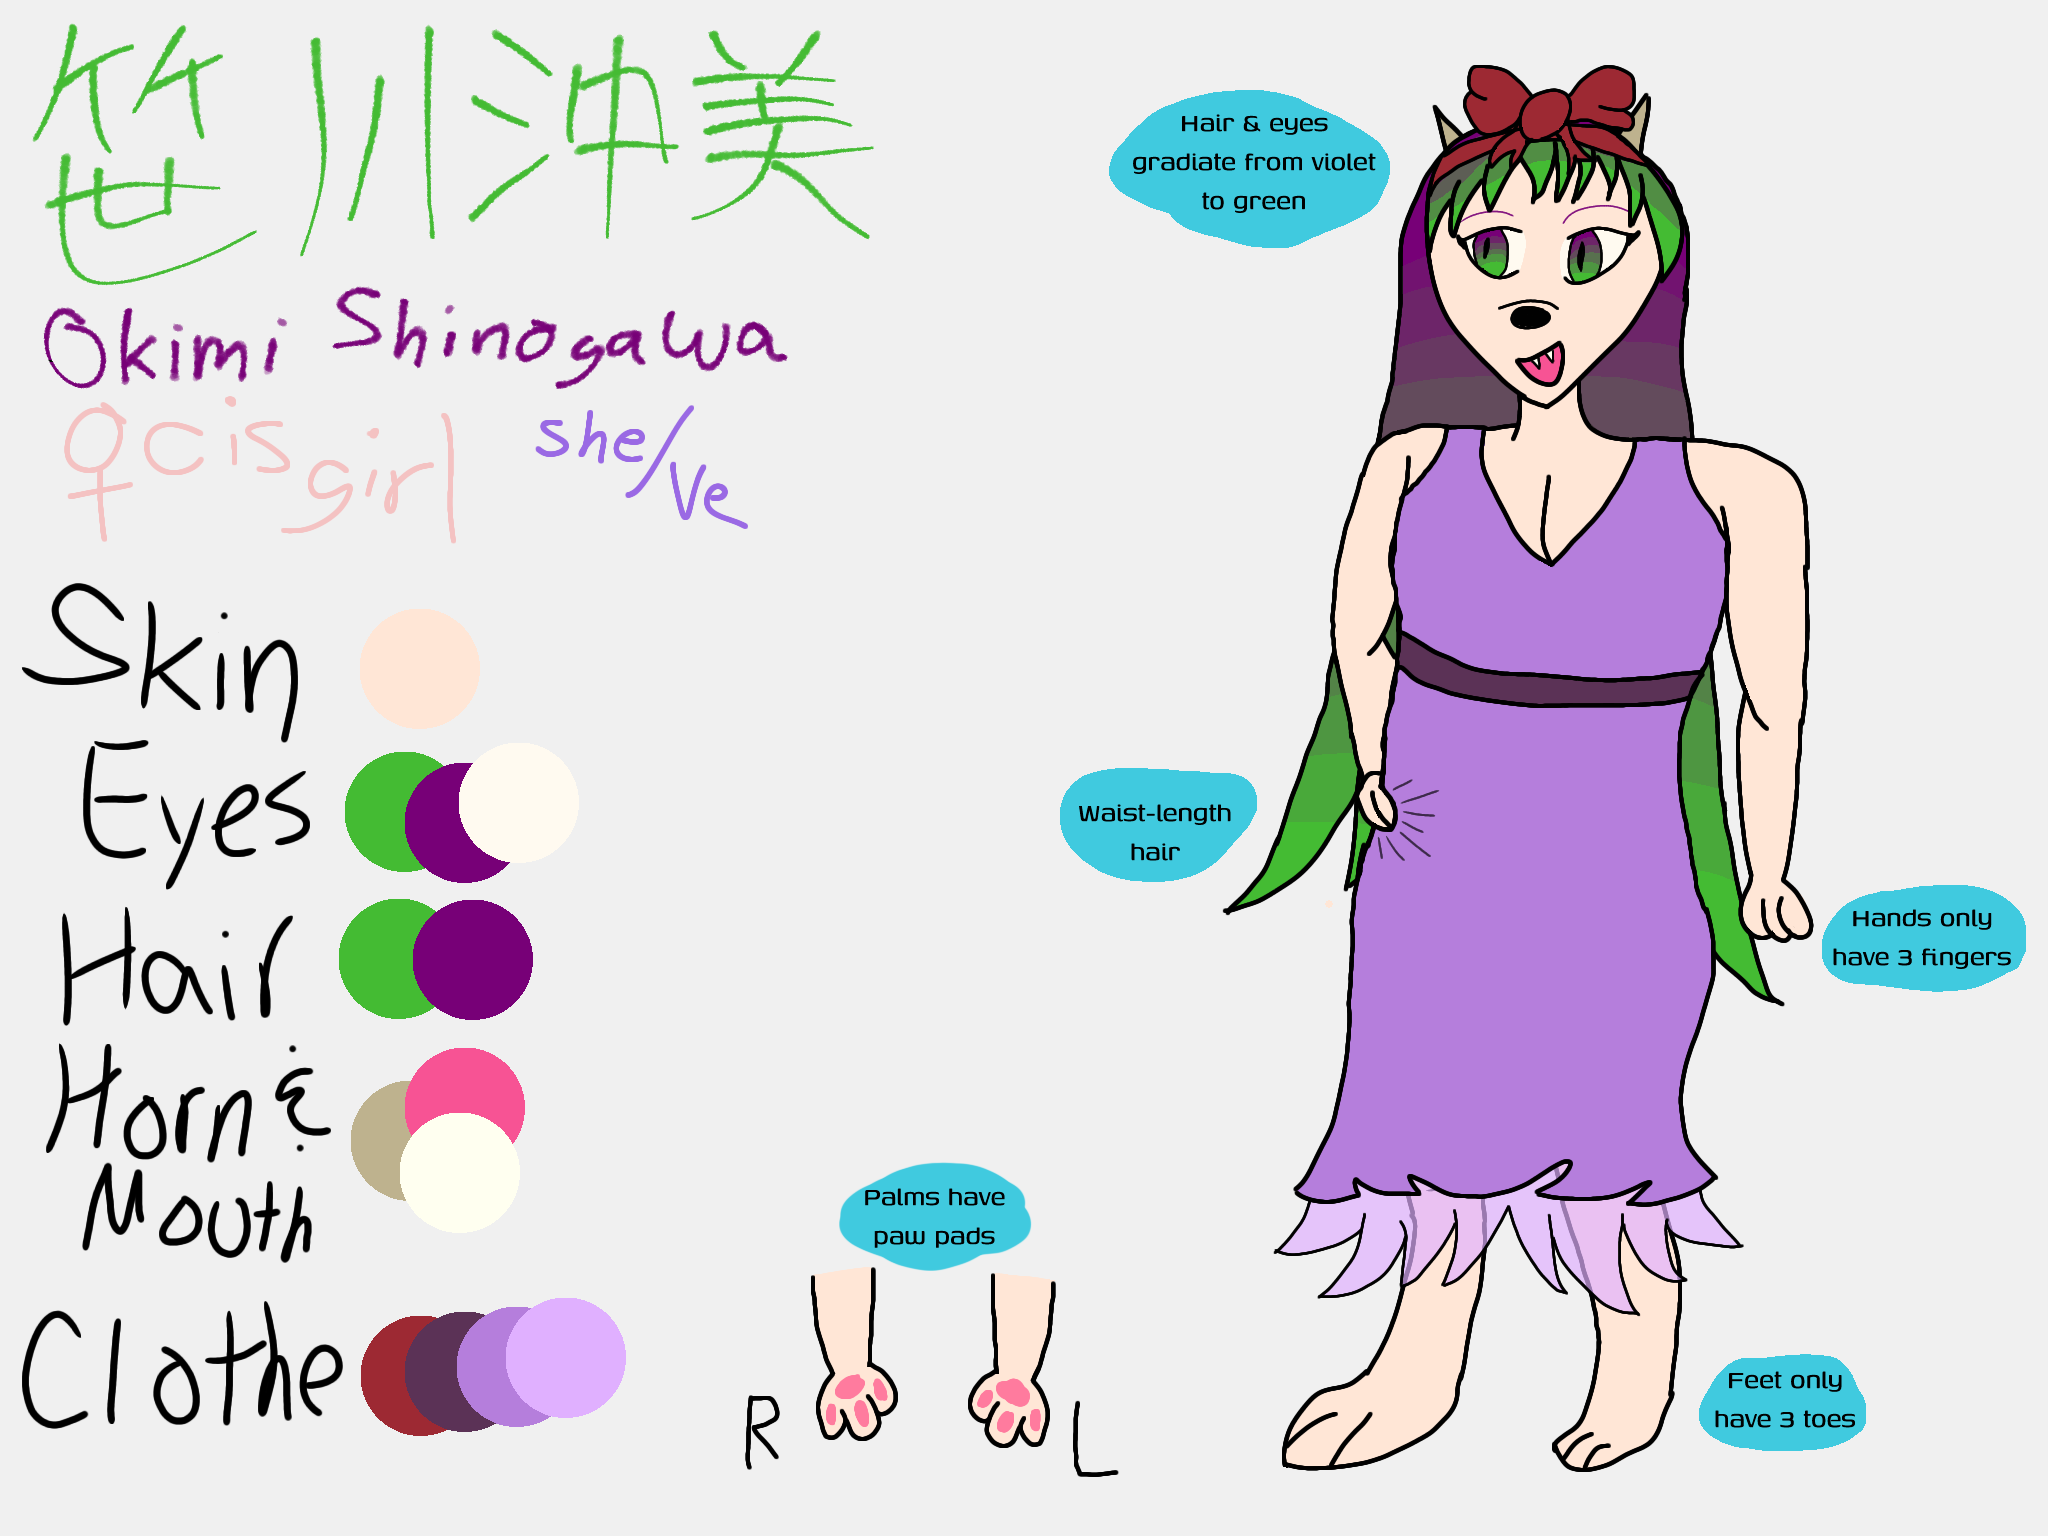 笹川沖美
Okimi Shinogawa
♀cis girl she/ve
Skin
Eyes
Hair
Horn &
Mouth
Clothe
Hair & eyes
gradiate from violet
to green
Waist-length
hair
Hands only
have 3 fingers
Palms have
paw pads
R L
Feet only
have 3 toes